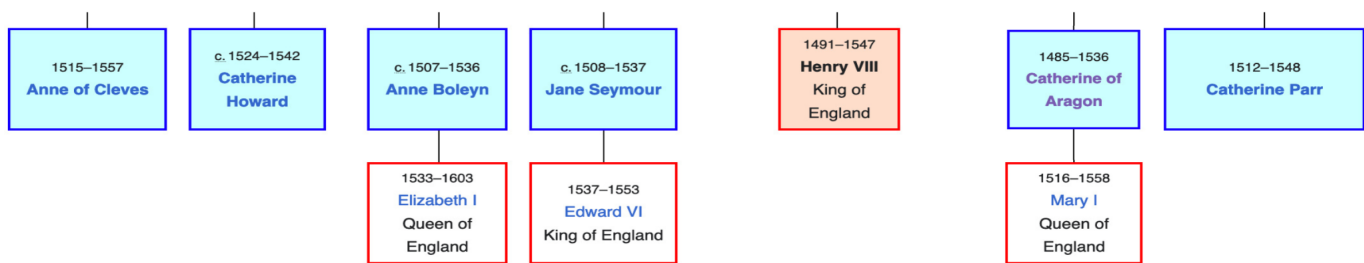 1515–1557
Anne of Cleves
c. 1524–1542
Catherine
Howard
c. 1507–1536
Anne Boleyn
c. 1508–1537
Jane Seymour
1491–1547
Henry VIII
King of
England
1485–1536
Catherine of
Aragon
1512–1548
Catherine Parr
1533–1603
Elizabeth I
Queen of
England
1537–1553
Edward VI
King of England
1516–1558
Mary I
Queen of
England